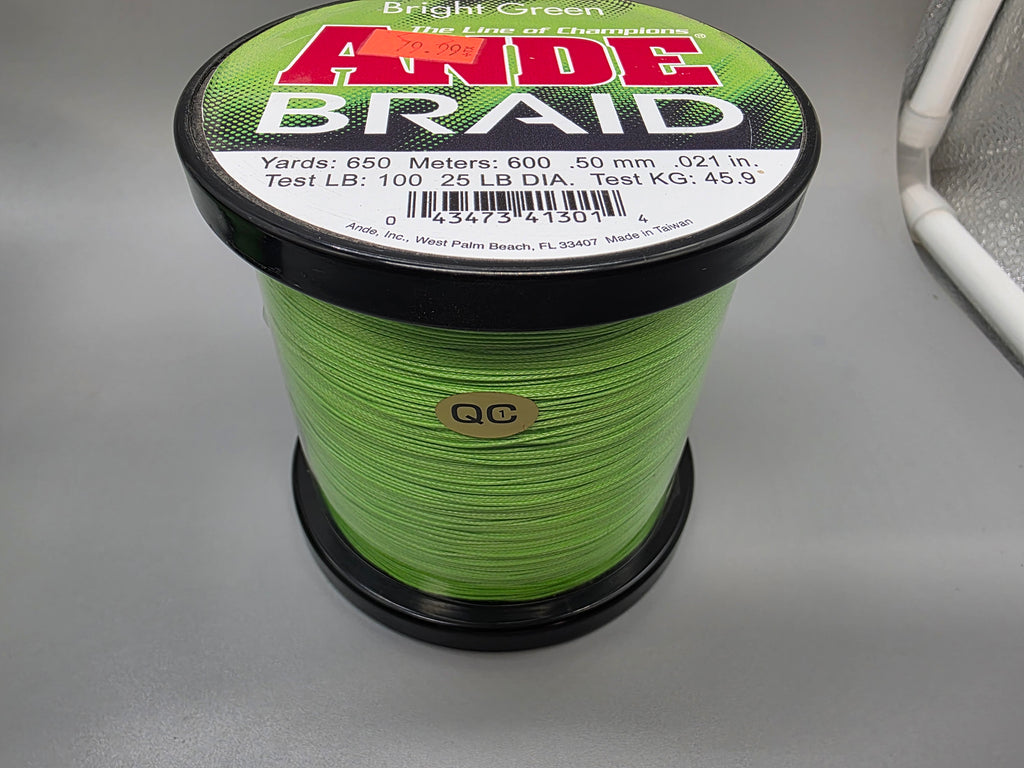 Bright Green
The Line of Champions
ANDE®
79.99
BRAID
Yards: 650 Meters: 600 .50 mm .021 in.
Test LB: 100 25 LB DIA. Test KG: 45.9
0 43473 41301 4
Ande, Inc., West Palm Beach, FL 33407 Made in Taiwan
QC 1